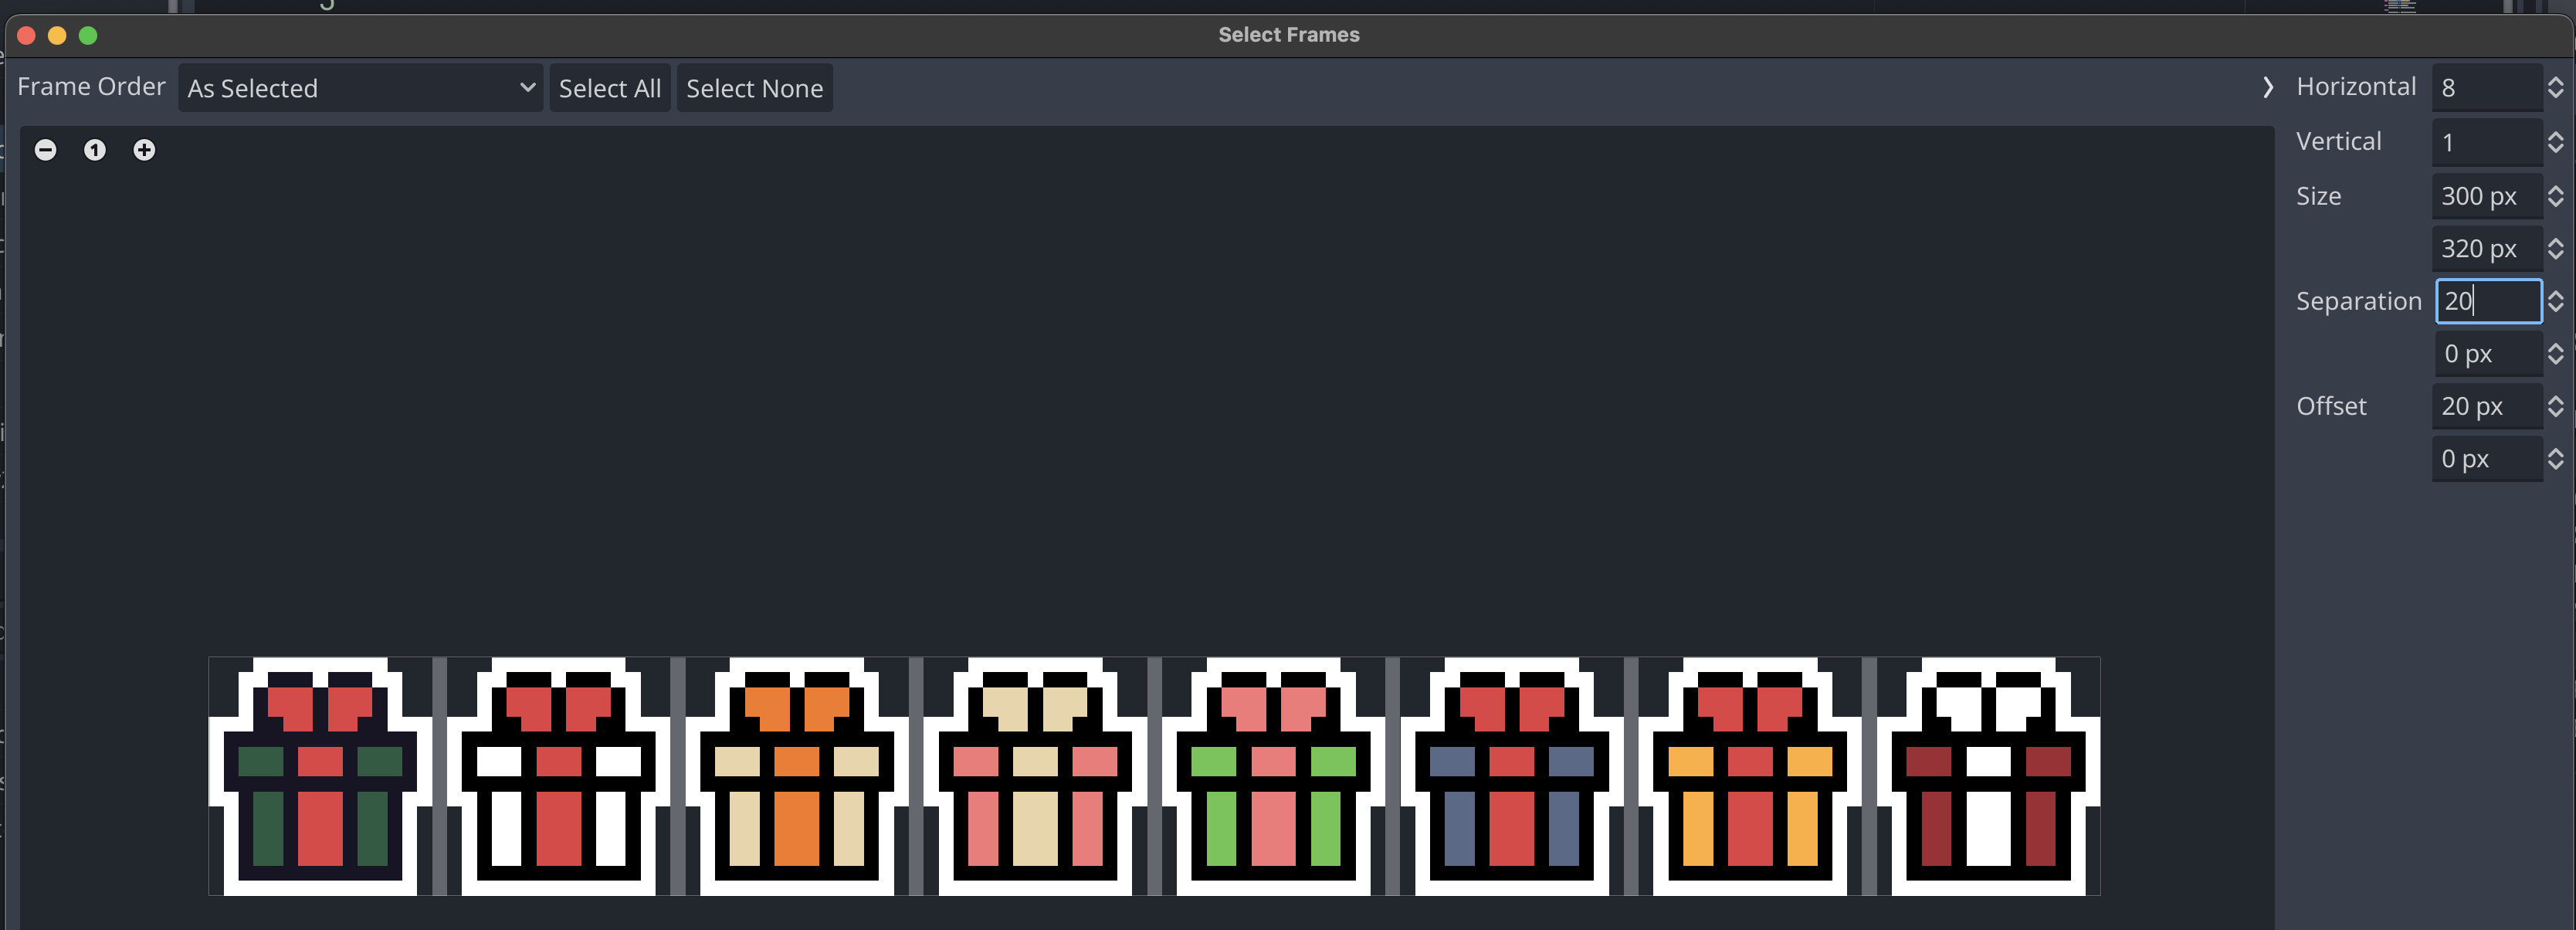 Select Frames
Frame Order As Selected Select All Select None
Horizontal 8
1
Vertical 1
Size 300 px
320 px
Separation 20
0 px
Offset 20 px
0 px